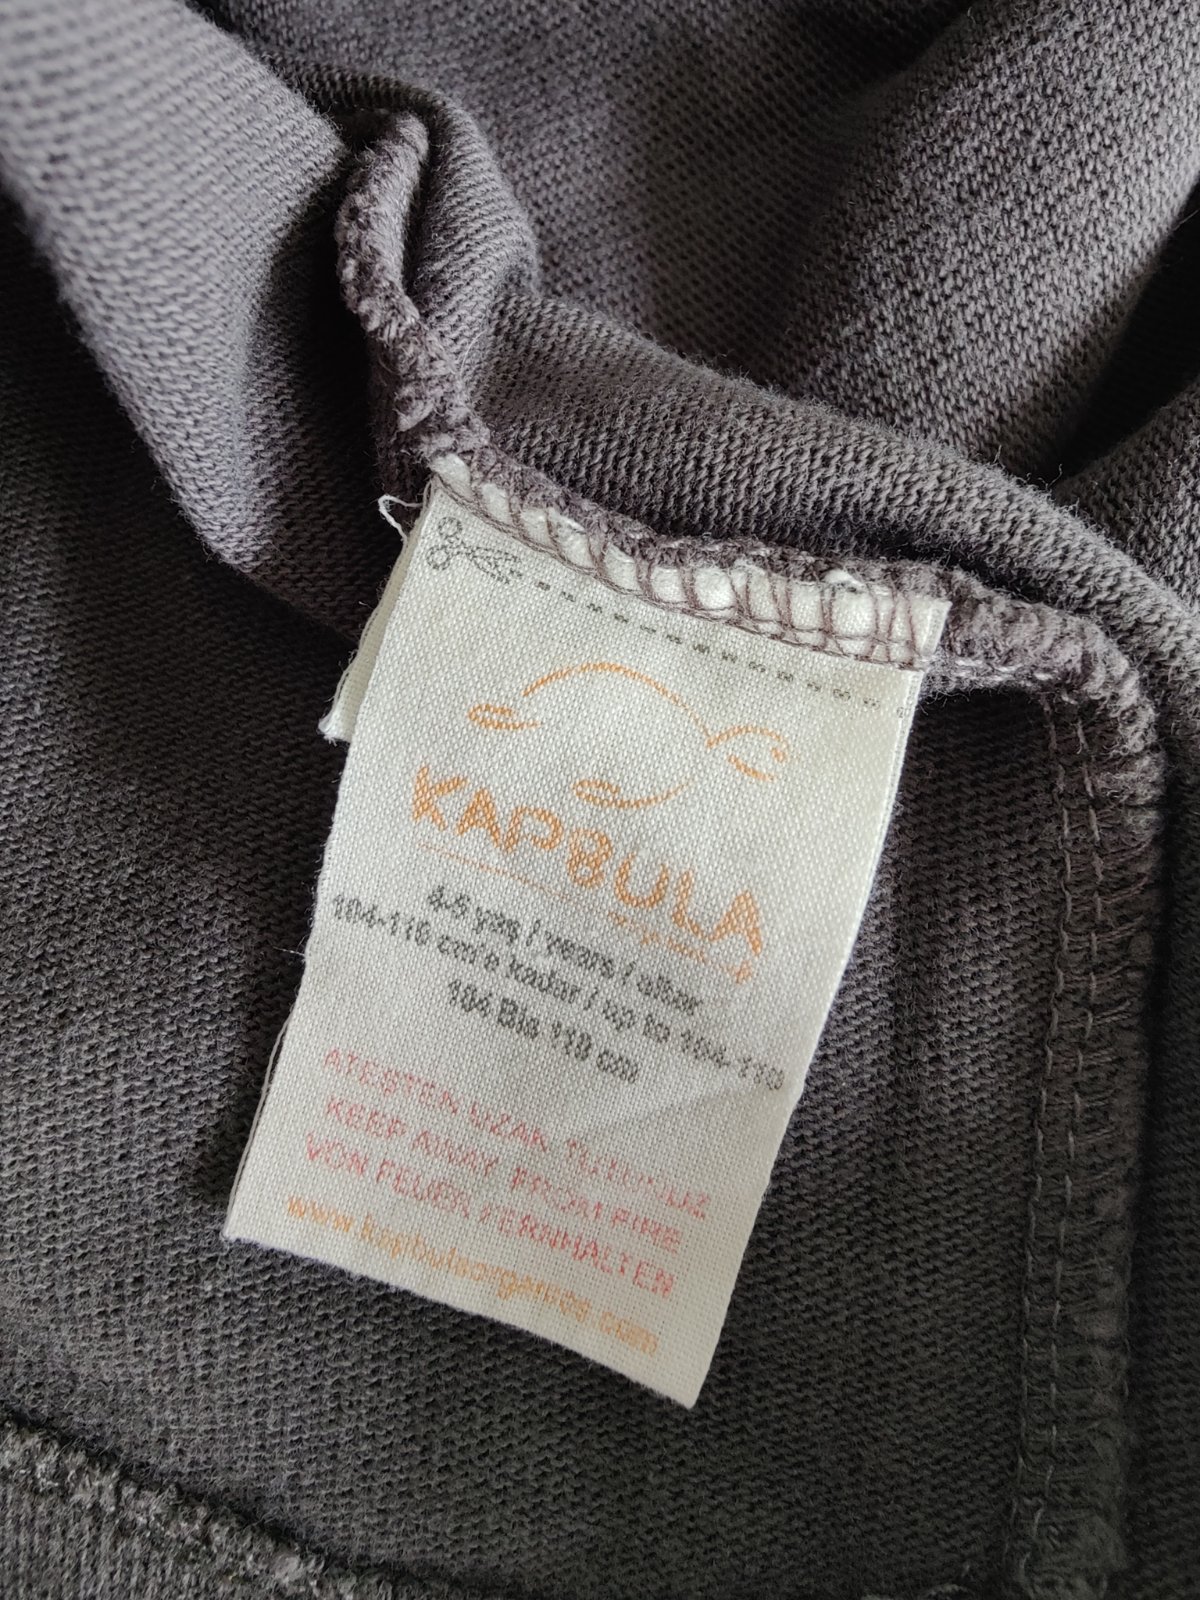 KAPBULA
4-5 yaş / years / alter
104-110 cm'e kadar / up to 104-110
104 Bis 110 cm
ATEŞTEN UZAK TUTUNUZ
KEEP AWAY FROM FIRE
VON FEUER FERNHALTEN
www.kapbulaorganics.com